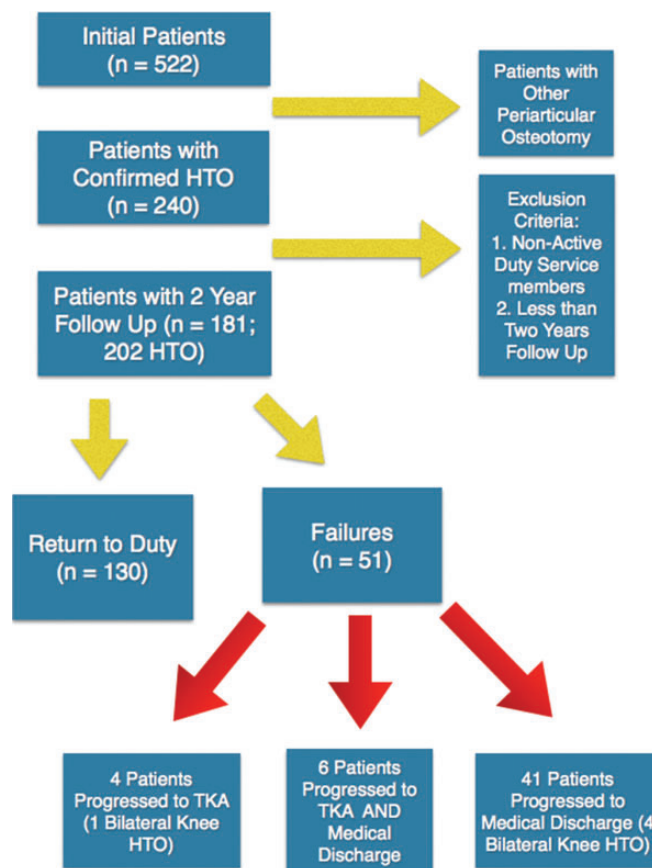 Initial Patients
(n = 522)
Patients with
Other
Periarticular
Osteotomy
Patients with
Confirmed HTO
(n = 240)
Exclusion
Criteria:
1. Non-Active
Duty Service
members
2. Less than
Two Years
Follow Up
Patients with 2 Year
Follow Up (n = 181;
202 HTO)
Return to Duty
(n = 130)
Failures
(n = 51)
4 Patients
Progressed to TKA
(1 Bilateral Knee
HTO)
6 Patients
Progressed to
TKA AND
Medical
Discharge
41 Patients
Progressed to
Medical Discharge (4
Bilateral Knee HTO)